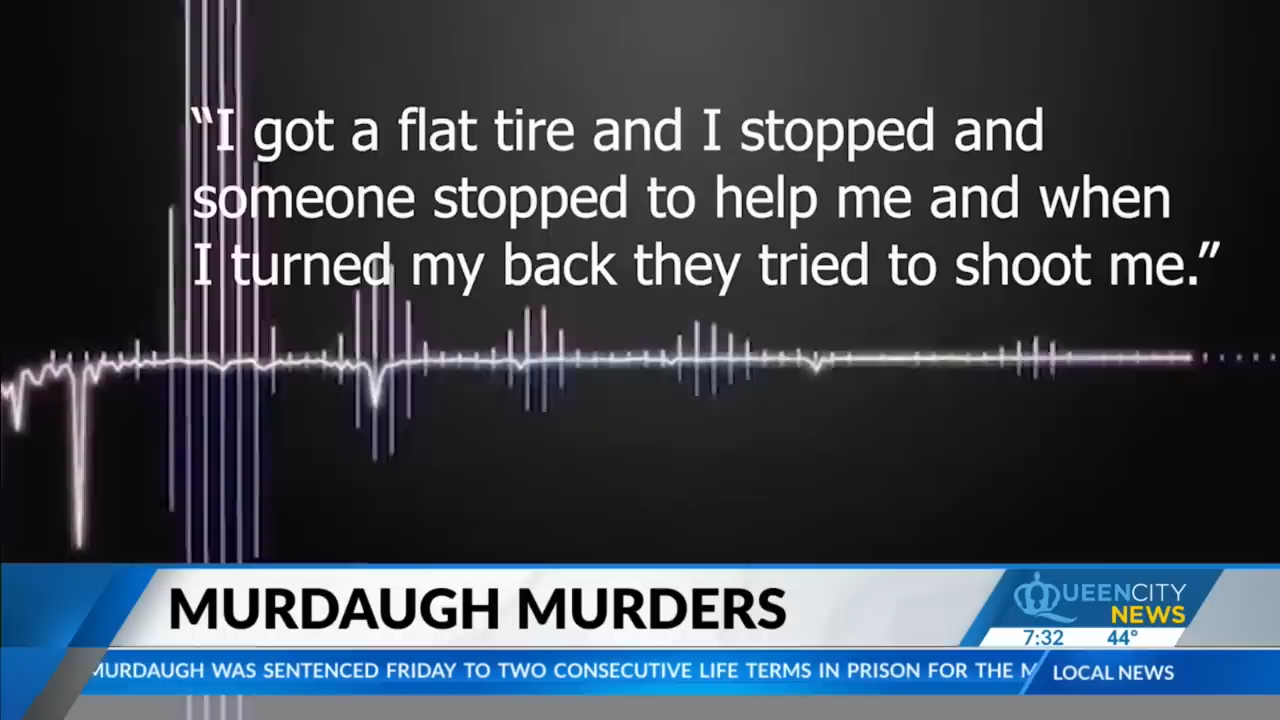 “I got a flat tire and I stopped and
someone stopped to help me and when
I turned my back they tried to shoot me.”
MURDAUGH MURDERS
QUEENCITY
NEWS
7:32 44°
MURDAUGH WAS SENTENCED FRIDAY TO TWO CONSECUTIVE LIFE TERMS IN PRISON FOR THE
LOCAL NEWS